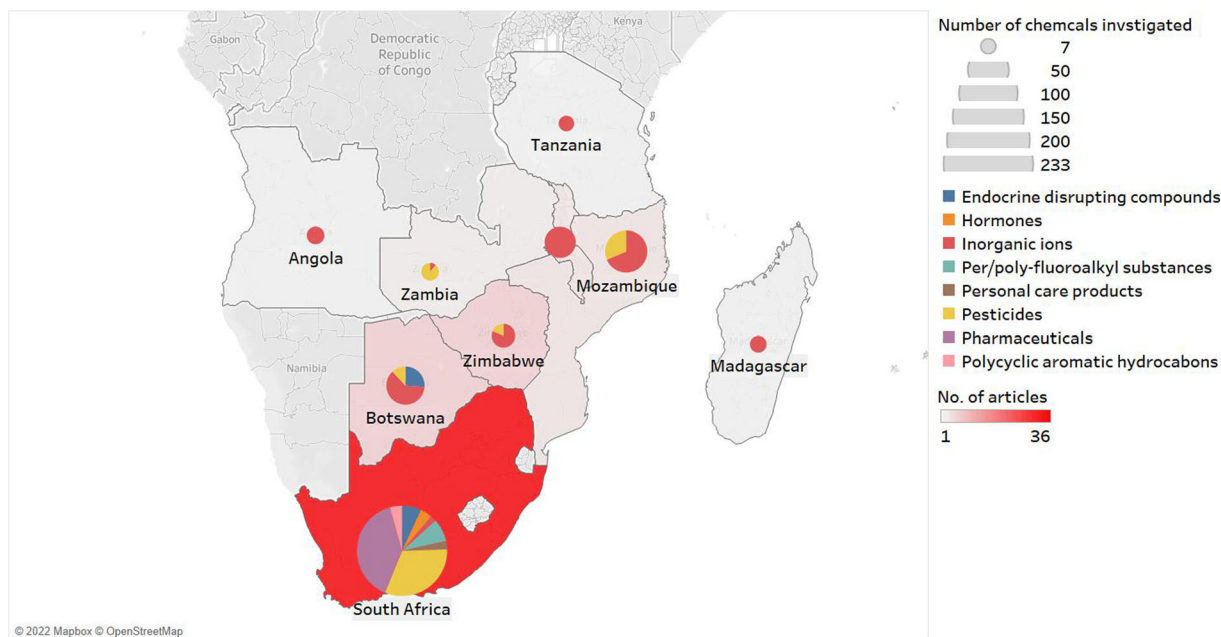 Gabon
Democratic
Republic
of Congo
Kenya
Tanzania
Angola
Zambia
Mozambique
Zimbabwe
Madagascar
Namibia
Botswana
South Africa
© 2022 Mapbox © OpenStreetMap
Number of chemcals invstigated
7
50
100
150
200
233
Endocrine disrupting compounds
Hormones
Inorganic ions
Per/poly-fluoroalkyl substances
Personal care products
Pesticides
Pharmaceuticals
Polycyclic aromatic hydrocabons
No. of articles
1 36